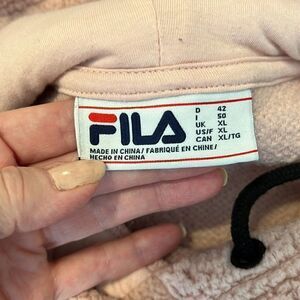 FILA
D 42
I 50
UK XL
US/F XL
CAN XL/TG
MADE IN CHINA / FABRIQUÉ EN CHINE /
HECHO EN CHINA